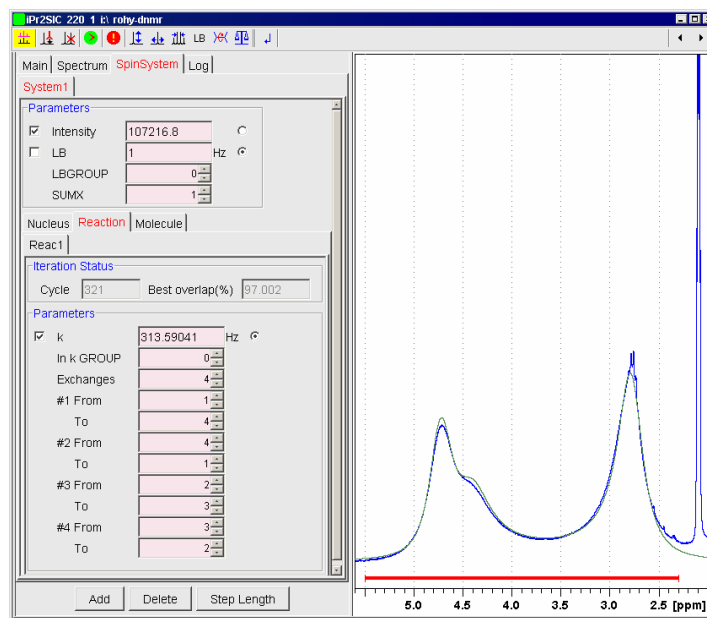 iPr2SIC 220 1 i:\ rohy-dnmr
LB
Main Spectrum SpinSystem Log
System1
Parameters
Intensity 107216.8
LB 1 Hz
LBGROUP 0
SUMX 1
Nucleus Reaction Molecule
Reac1
Iteration Status
Cycle 321 Best overlap(%) 97.002
Parameters
k 313.59041 Hz
In k GROUP 0
Exchanges 4
#1 From 1
To 4
#2 From 4
To 1
#3 From 2
To 3
#4 From 3
To 2
Add Delete Step Length
5.0 4.5 4.0 3.5 3.0 2.5 [ppm]